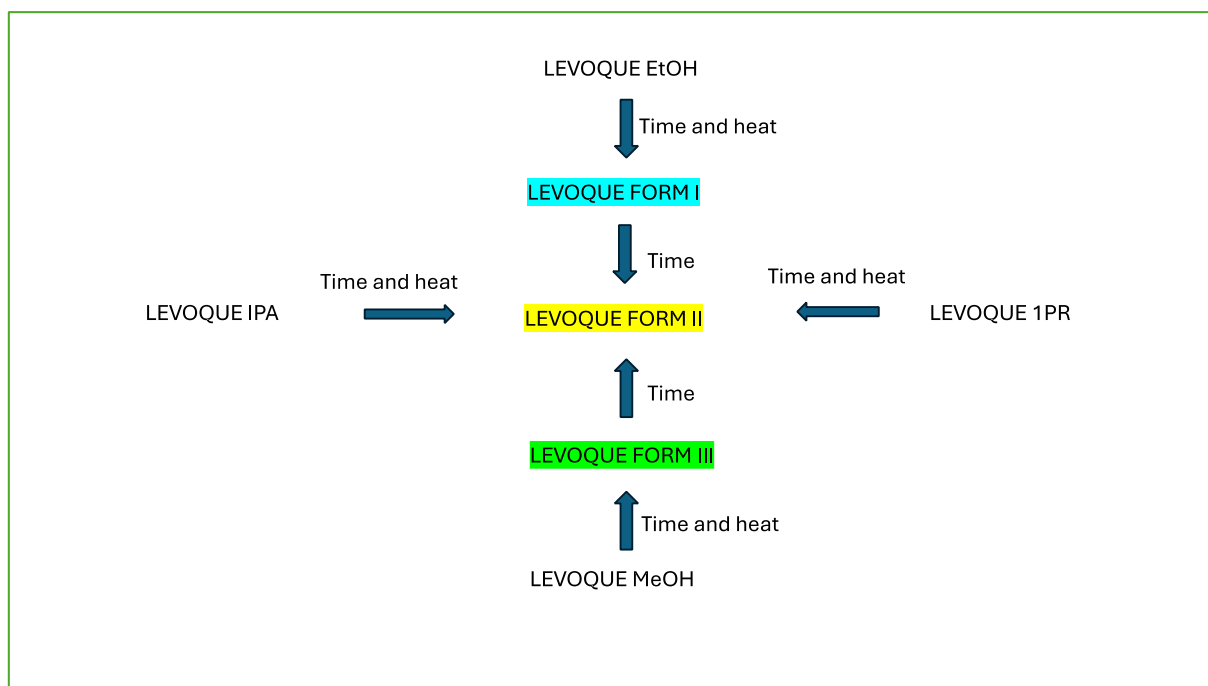 LEVOQUE EtOH
Time and heat
LEVOQUE FORM I
Time
Time and heat
Time and heat
LEVOQUE IPA
LEVOQUE FORM II
LEVOQUE 1PR
Time
LEVOQUE FORM III
Time and heat
LEVOQUE MeOH